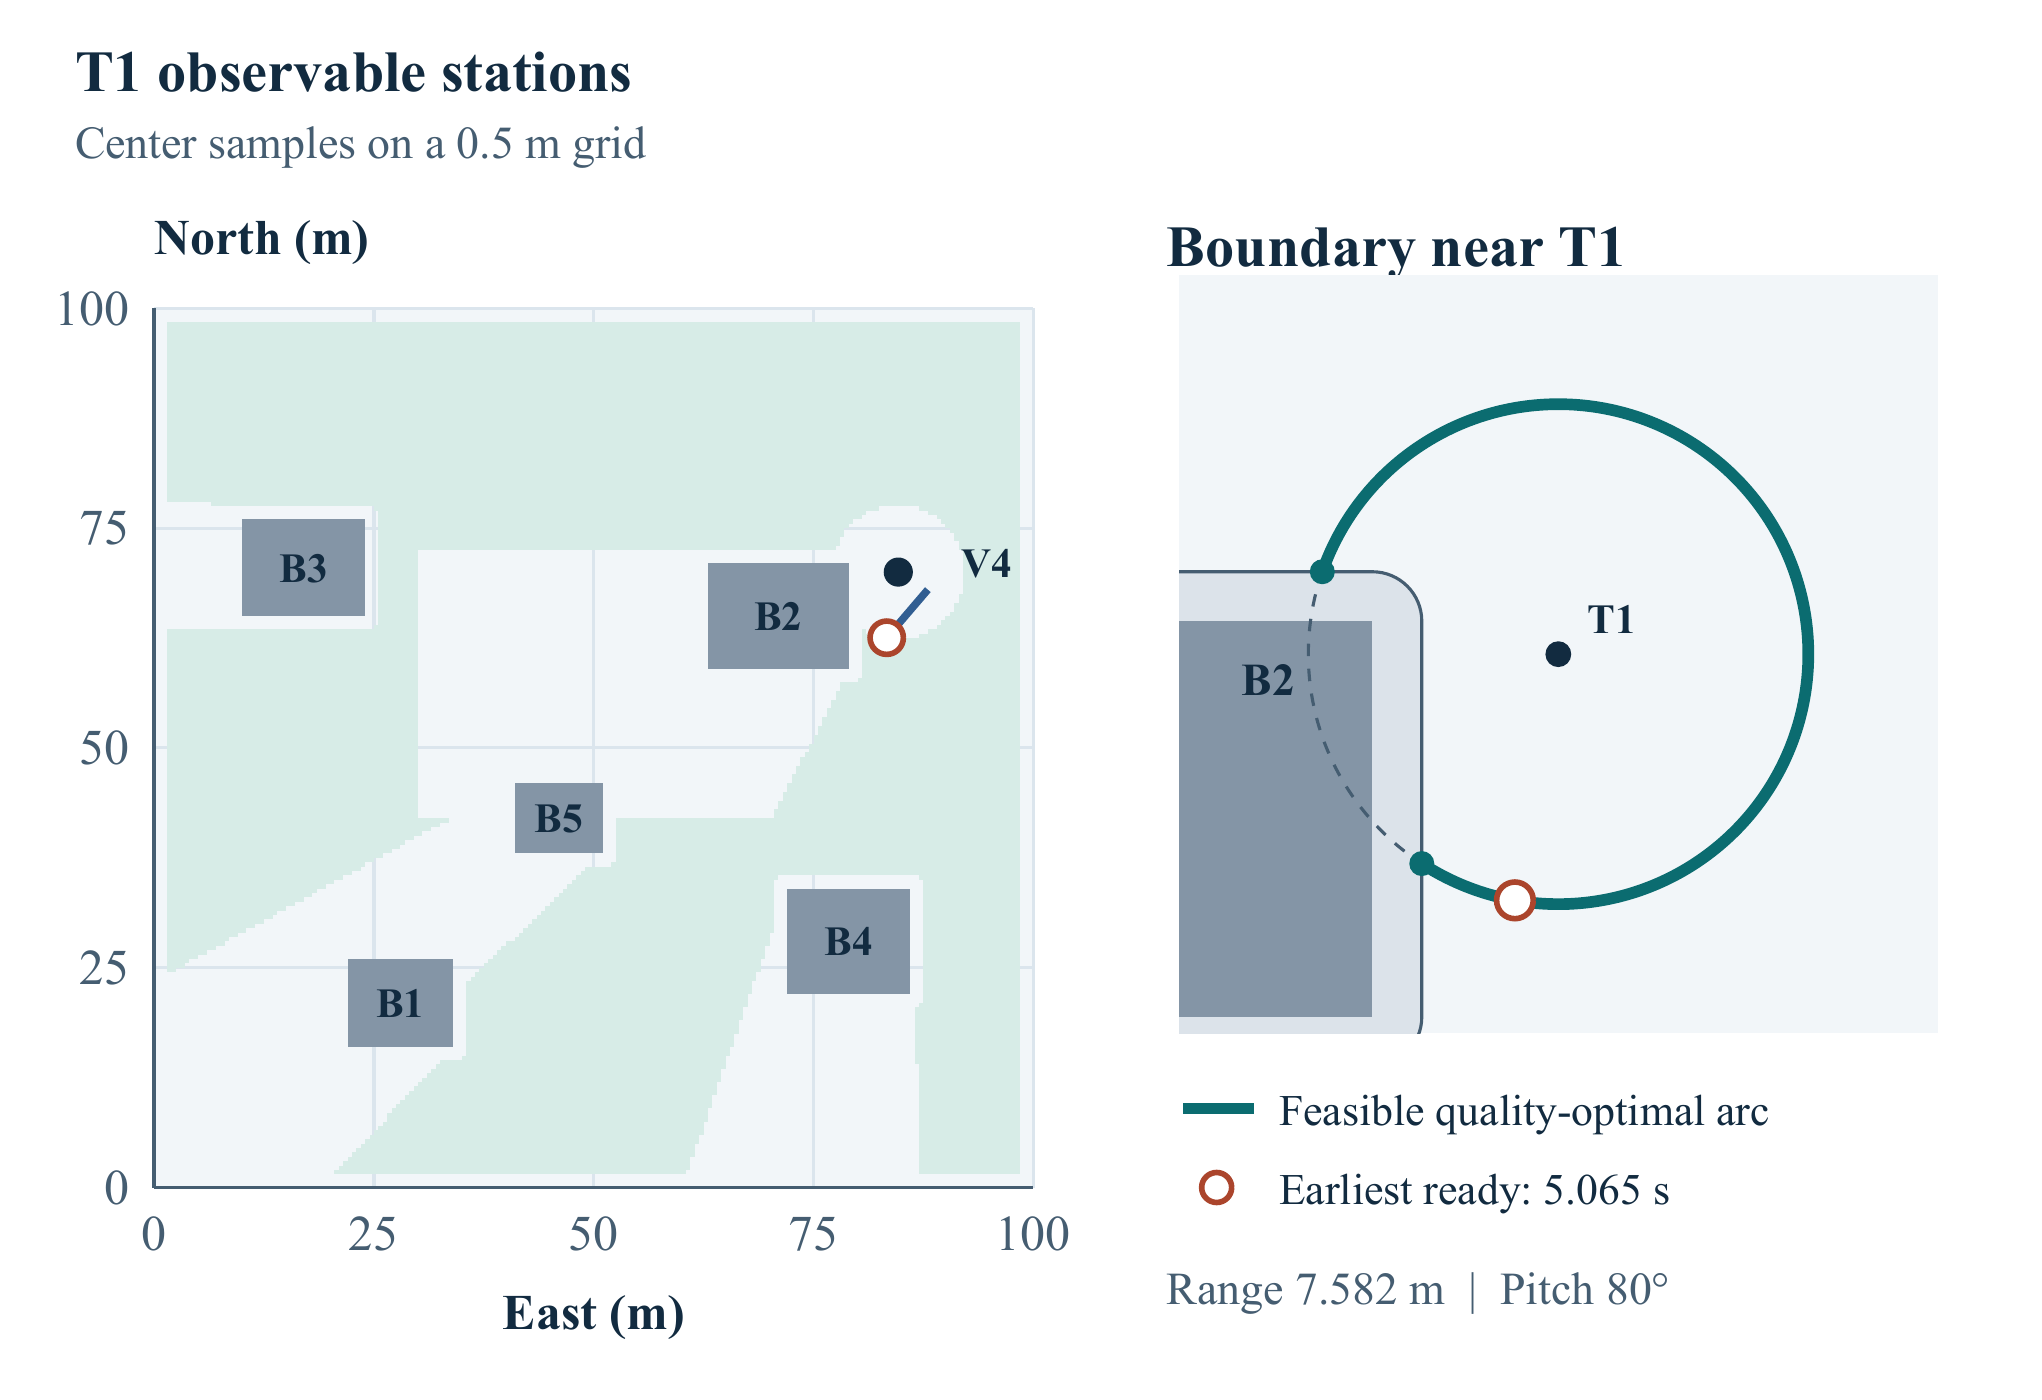 T1 observable stations
Center samples on a 0.5 m grid
North (m)
100
75
50
25
0
0
25
50
75
100
East (m)
B3
V4
B2
B5
B4
B1
Boundary near T1
T1
B2
Feasible quality-optimal arc
Earliest ready: 5.065 s
Range 7.582 m | Pitch 80°